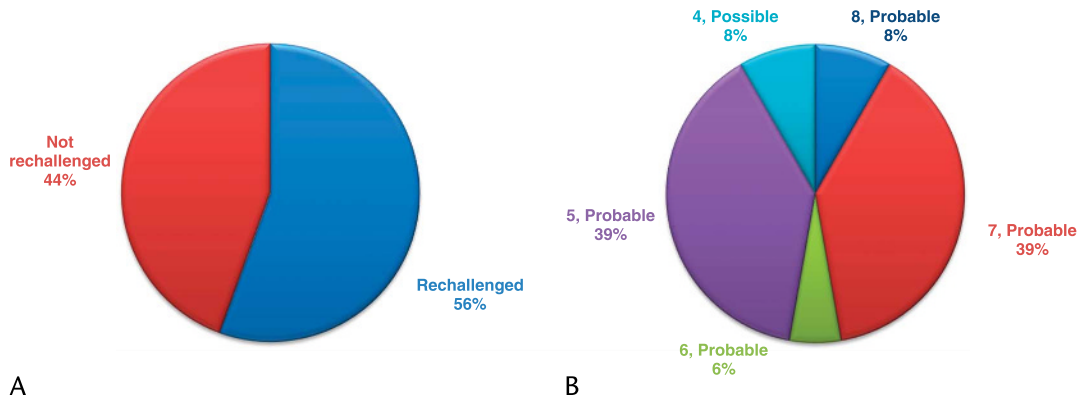 Not
rechallenged
44%
Rechallenged
56%
A
4, Possible
8%
8, Probable
8%
5, Probable
39%
7, Probable
39%
6, Probable
6%
B